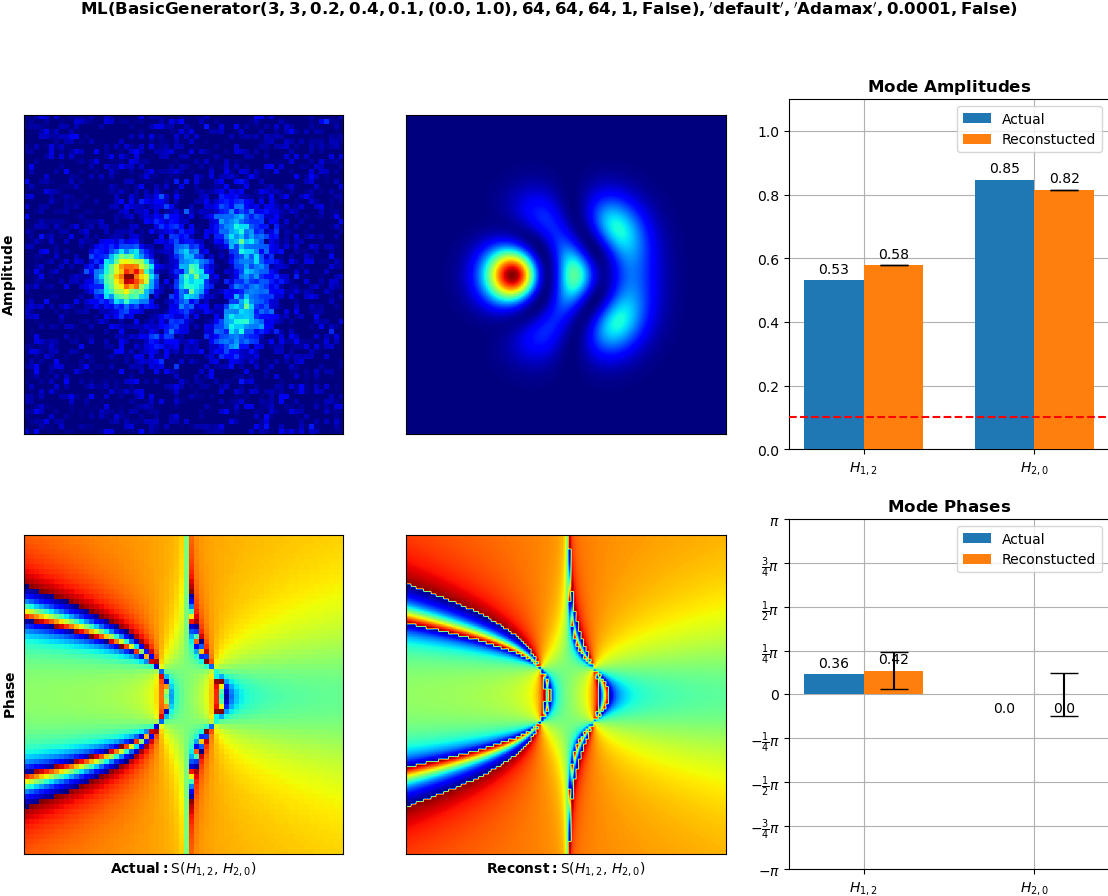 ML(BasicGenerator(3, 3, 0.2, 0.4, 0.1, (0.0, 1.0), 64, 64, 64, 1, False), 'default', 'Adamax', 0.0001, False)
Amplitude
Mode Amplitudes
Actual
Reconstucted
1.0
0.8
0.6
0.4
0.2
0.0
0.53
0.58
0.85
0.82
H₁,₂
H₂,₀
Phase
Actual: S(H₁,₂, H₂,₀)
Reconst: S(H₁,₂, H₂,₀)
Mode Phases
Actual
Reconstucted
π
3/4π
1/2π
1/4π
0
−1/4π
−1/2π
−3/4π
−π
0.36
0.42
0.0
0.0
H₁,₂
H₂,₀